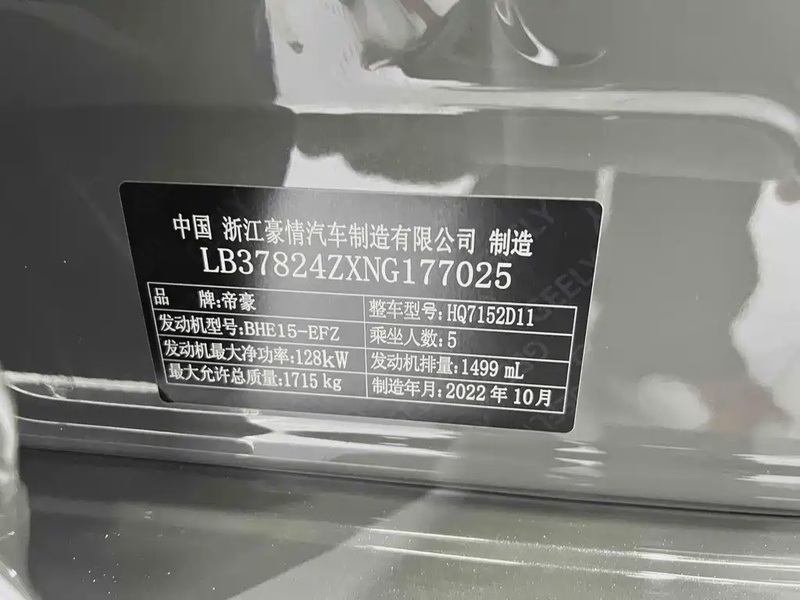 中国 浙江豪情汽车制造有限公司 制造
LB37824ZXNG177025
品 牌:帝豪 整车型号:HQ7152D11
发动机型号:BHE15-EFZ 乘坐人数:5
发动机最大净功率:128kW 发动机排量:1499 mL
最大允许总质量:1715 kg 制造年月:2022 年 10 月
GEELY